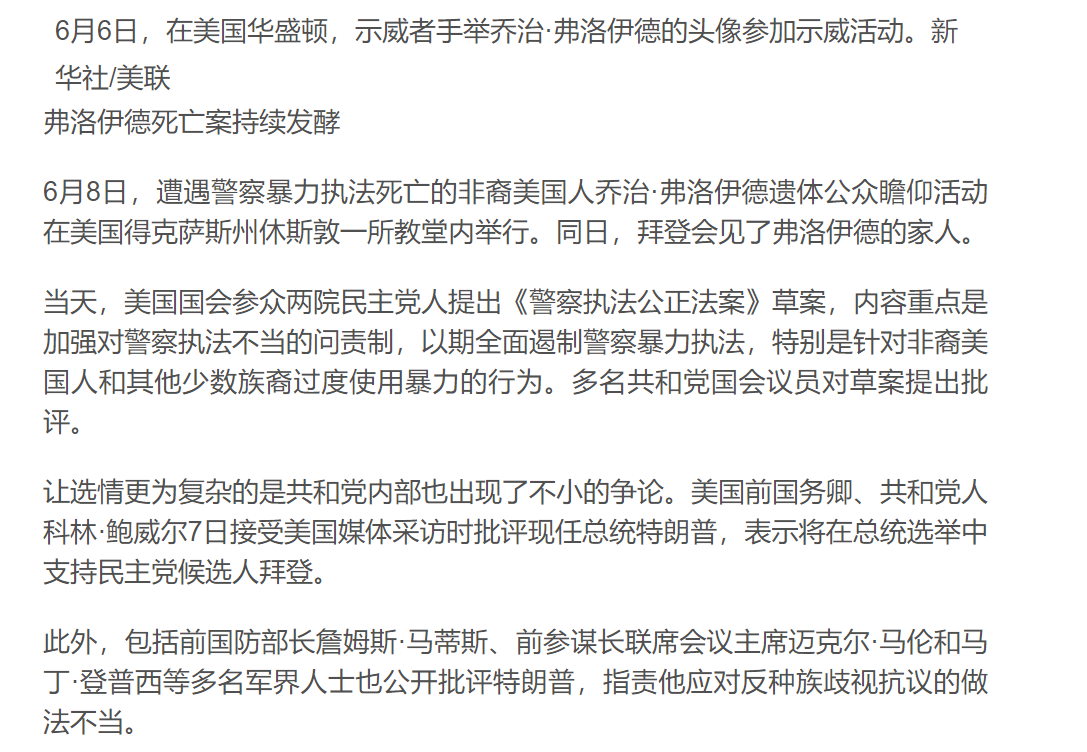 6月6日，在美国华盛顿，示威者手举乔治·弗洛伊德的头像参加示威活动。新
华社/美联
弗洛伊德死亡案持续发酵
6月8日，遭遇警察暴力执法死亡的非裔美国人乔治·弗洛伊德遗体公众瞻仰活动
在美国得克萨斯州休斯敦一所教堂内举行。同日，拜登会见了弗洛伊德的家人。
当天，美国国会参众两院民主党人提出《警察执法公正法案》草案，内容重点是
加强对警察执法不当的问责制，以期全面遏制警察暴力执法，特别是针对非裔美
国人和其他少数族裔过度使用暴力的行为。多名共和党国会议员对草案提出批
评。
让选情更为复杂的是共和党内部也出现了不小的争论。美国前国务卿、共和党人
科林·鲍威尔7日接受美国媒体采访时批评现任总统特朗普，表示将在总统选举中
支持民主党候选人拜登。
此外，包括前国防部长詹姆斯·马蒂斯、前参谋长联席会议主席迈克尔·马伦和马
丁·登普西等多名军界人士也公开批评特朗普，指责他应对反种族歧视抗议的做
法不当。